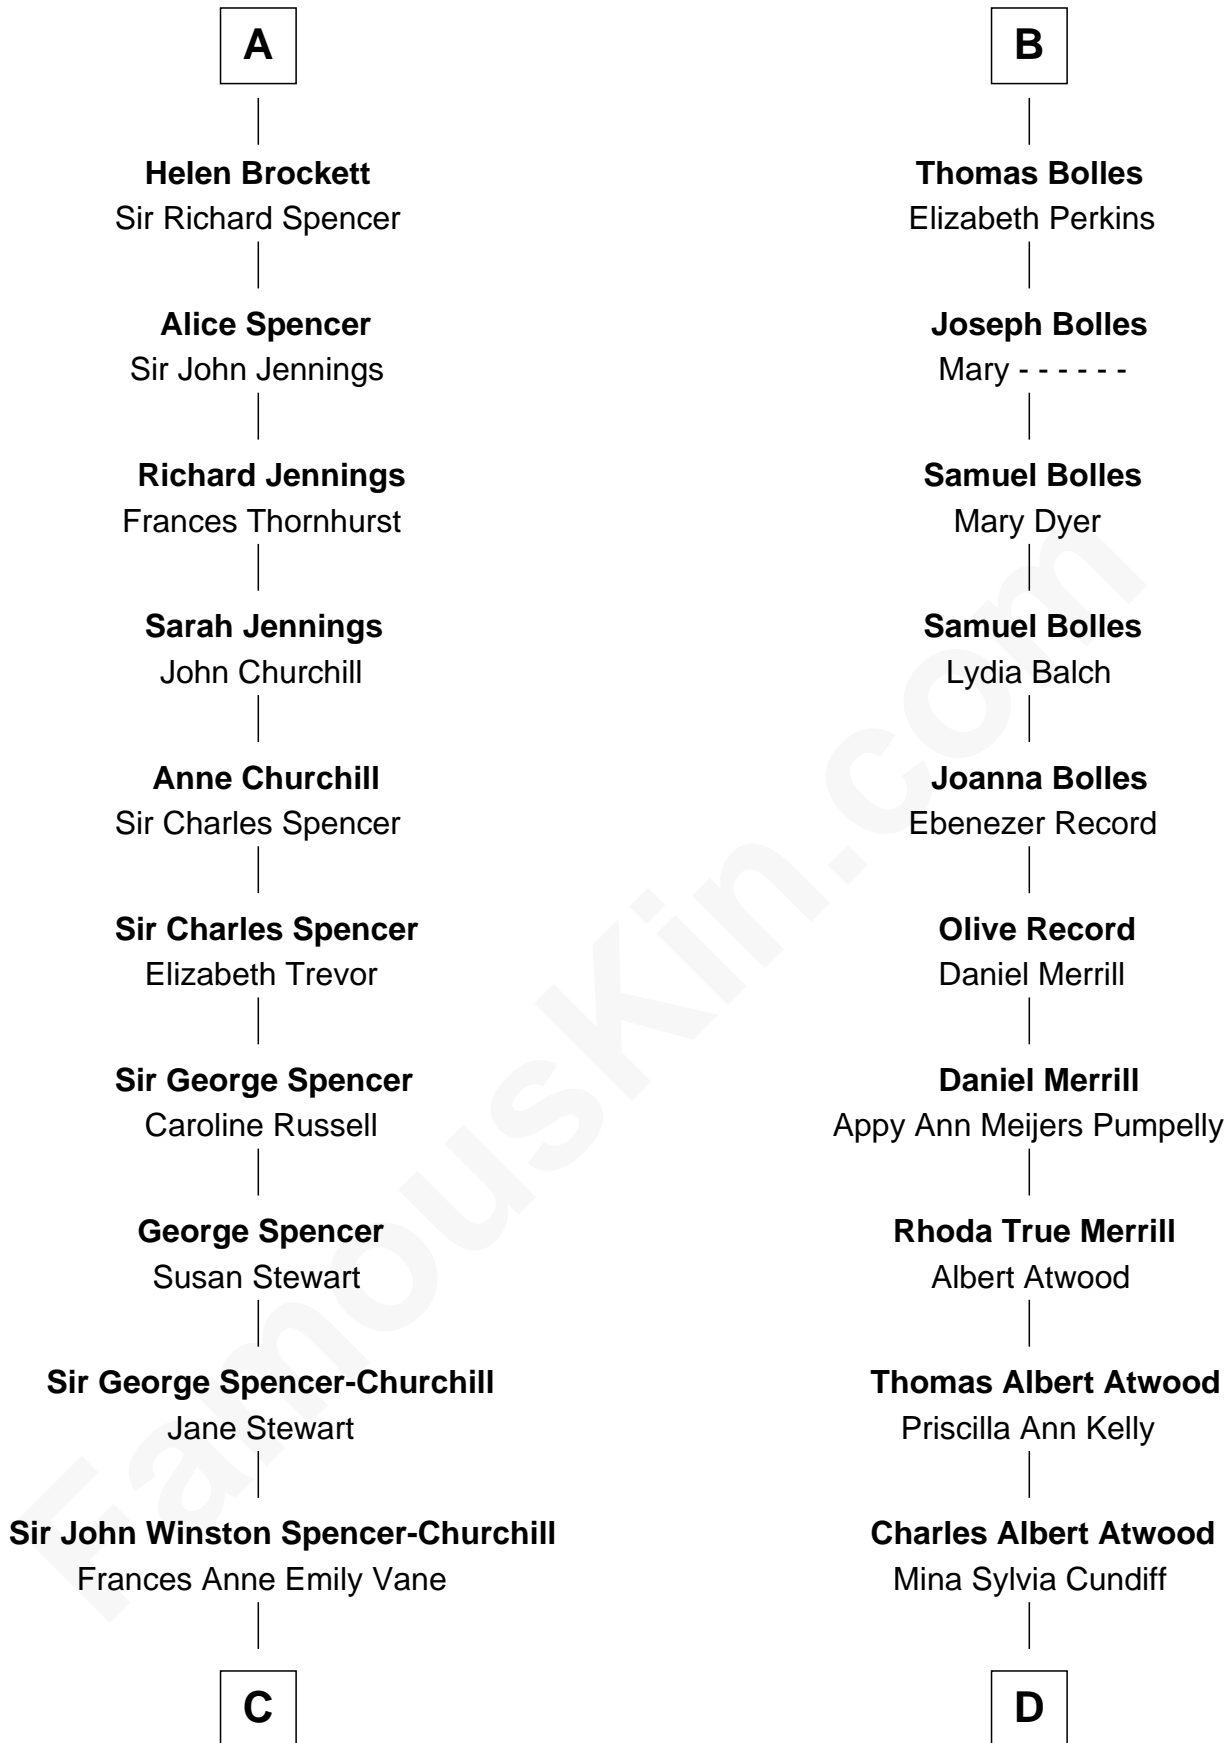 A
Helen Brockett
Sir Richard Spencer
Alice Spencer
Sir John Jennings
Richard Jennings
Frances Thornhurst
Sarah Jennings
John Churchill
Anne Churchill
Sir Charles Spencer
Sir Charles Spencer
Elizabeth Trevor
Sir George Spencer
Caroline Russell
George Spencer
Susan Stewart
Sir George Spencer-Churchill
Jane Stewart
Sir John Winston Spencer-Churchill
Frances Anne Emily Vane
C
B
Thomas Bolles
Elizabeth Perkins
Joseph Bolles
Mary - - - - - -
Samuel Bolles
Mary Dyer
Samuel Bolles
Lydia Balch
Joanna Bolles
Ebenezer Record
Olive Record
Daniel Merrill
Daniel Merrill
Appy Ann Meijers Pumpelly
Rhoda True Merrill
Albert Atwood
Thomas Albert Atwood
Priscilla Ann Kelly
Charles Albert Atwood
Mina Sylvia Cundiff
D
FamousKin.com